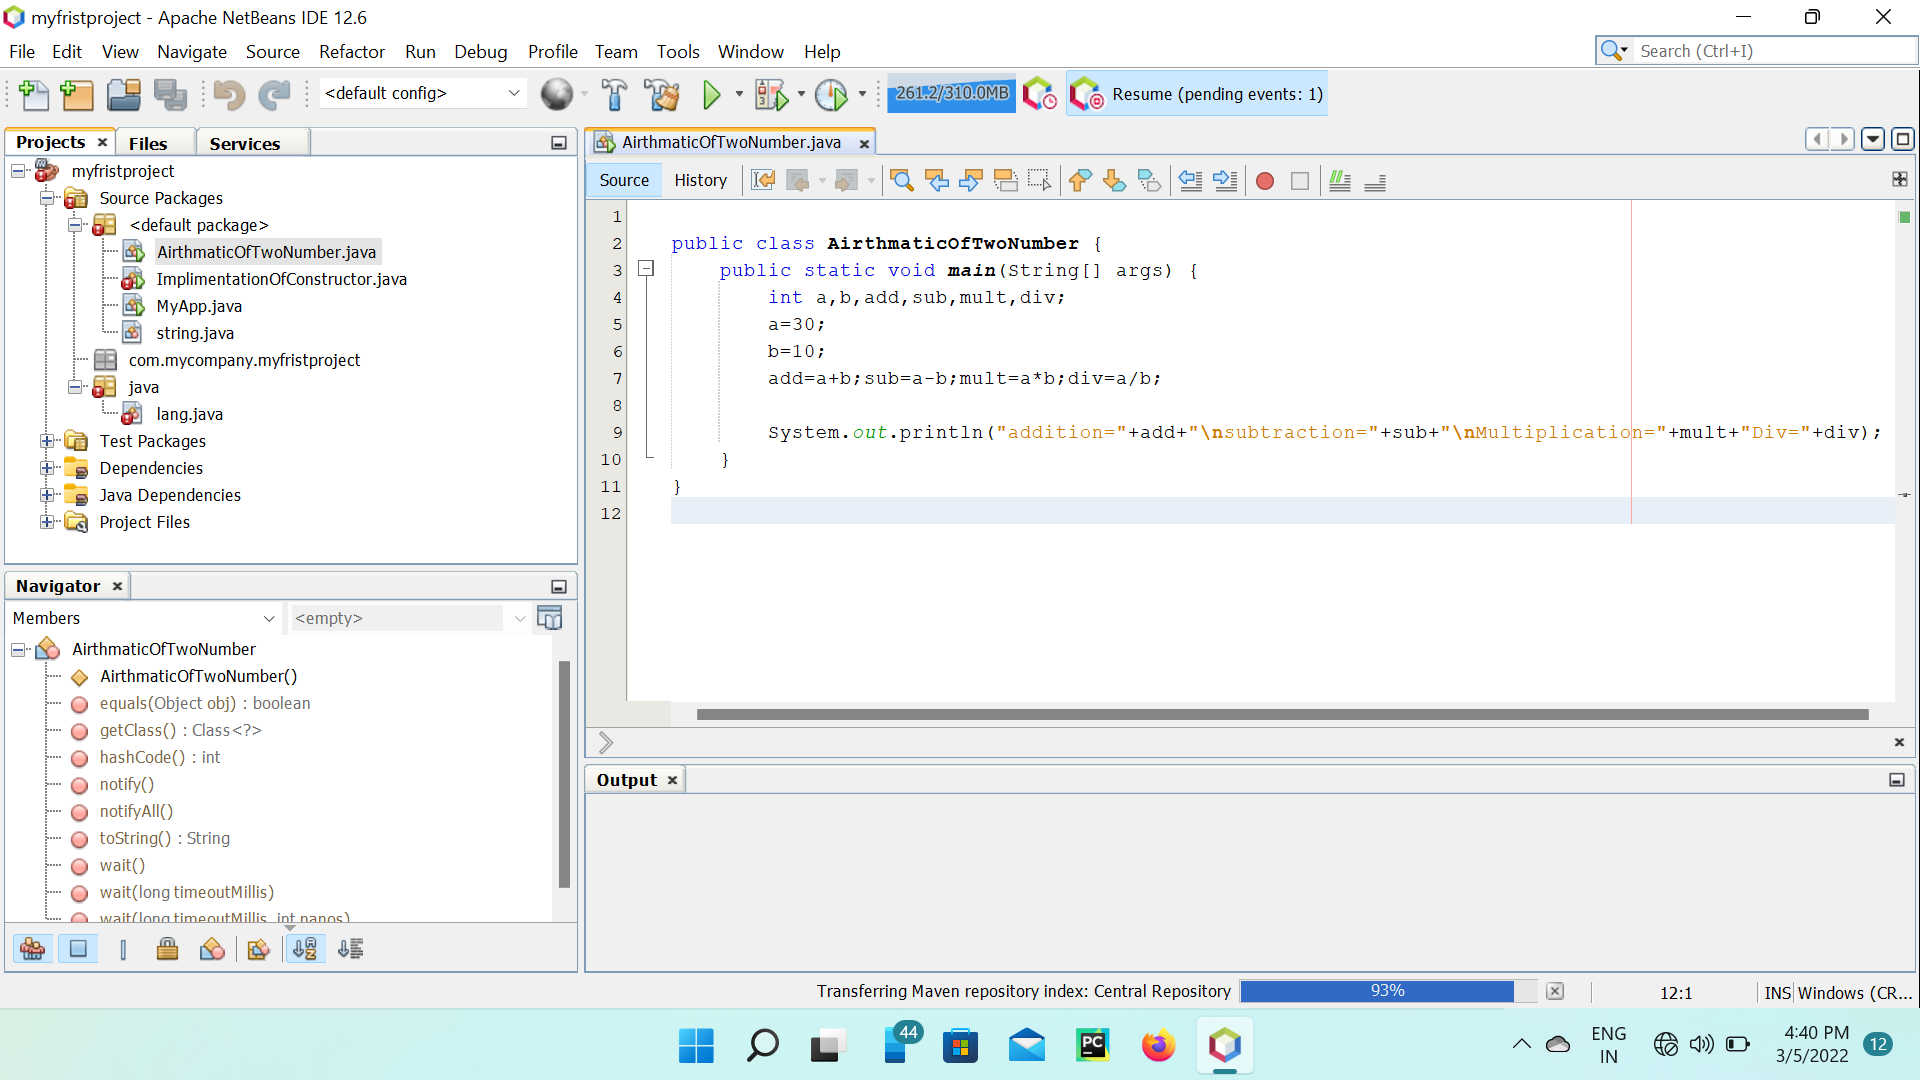 myfristproject - Apache NetBeans IDE 12.6
File Edit View Navigate Source Refactor Run Debug Profile Team Tools Window Help
Search (Ctrl+I)
<default config>
261.2/310.0MB
Resume (pending events: 1)
Projects
Files
Services
myfristproject
Source Packages
<default package>
AirthmaticOfTwoNumber.java
ImplimentationOfConstructor.java
MyApp.java
string.java
com.mycompany.myfristproject
java
lang.java
Test Packages
Dependencies
Java Dependencies
Project Files
Navigator
Members
<empty>
AirthmaticOfTwoNumber
AirthmaticOfTwoNumber()
equals(Object obj) : boolean
getClass() : Class<?>
hashCode() : int
notify()
notifyAll()
toString() : String
wait()
wait(long timeoutMillis)
wait(long timeoutMillis, int nanos)
AirthmaticOfTwoNumber.java
Source
History
1
2 public class AirthmaticOfTwoNumber {
3 public static void main(String[] args) {
4 int a,b,add,sub,mult,div;
5 a=30;
6 b=10;
7 add=a+b;sub=a-b;mult=a*b;div=a/b;
8
9 System.out.println("addition="+add+"\nsubtraction="+sub+"\nMultiplication="+mult+"Div="+div);
10 }
11 }
12
Output
Transferring Maven repository index: Central Repository
93%
12:1
INS
Windows (CR...
44
PC
ENG
IN
4:40 PM
3/5/2022
12